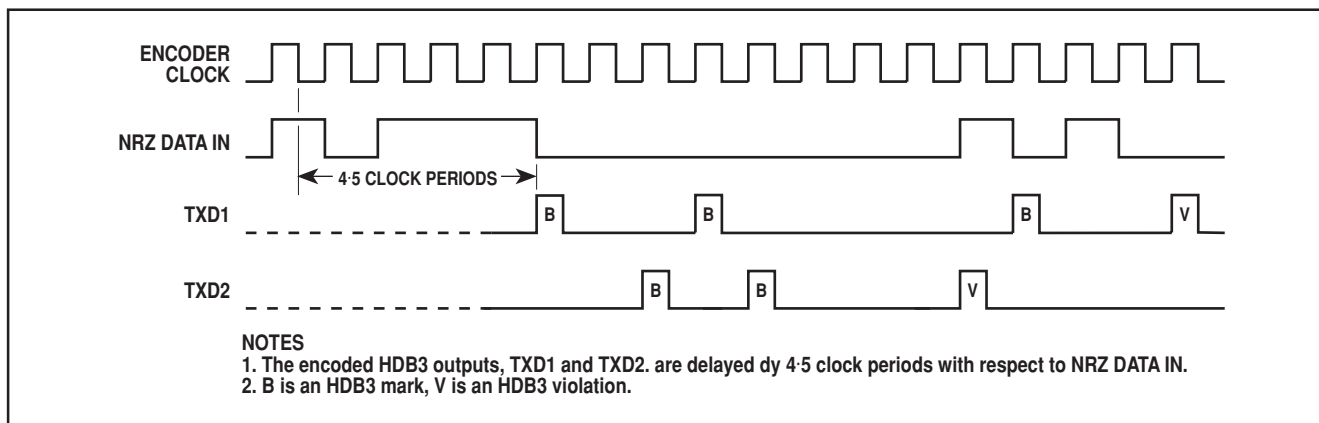 ENCODER
CLOCK
NRZ DATA IN
4·5 CLOCK PERIODS
TXD1
B
B
B
V
TXD2
B
B
V
NOTES
1. The encoded HDB3 outputs, TXD1 and TXD2. are delayed dy 4·5 clock periods with respect to NRZ DATA IN.
2. B is an HDB3 mark, V is an HDB3 violation.